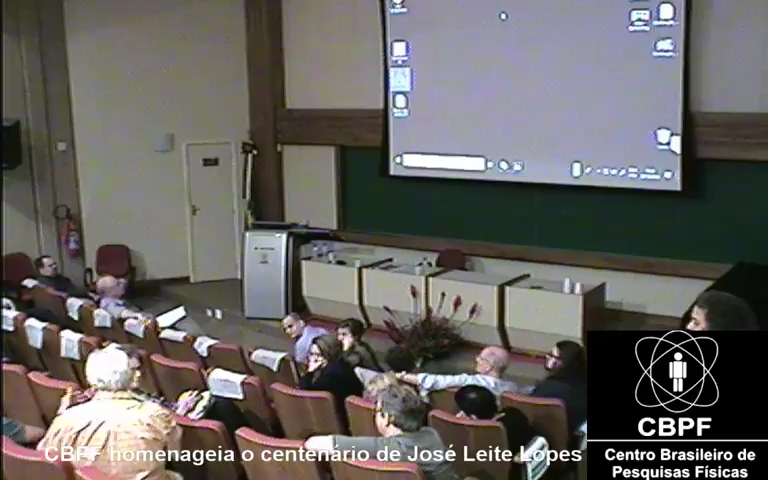 CBPF homenageia o centenário de José Leite Lopes
CBPF
Centro Brasileiro de
Pesquisas Físicas